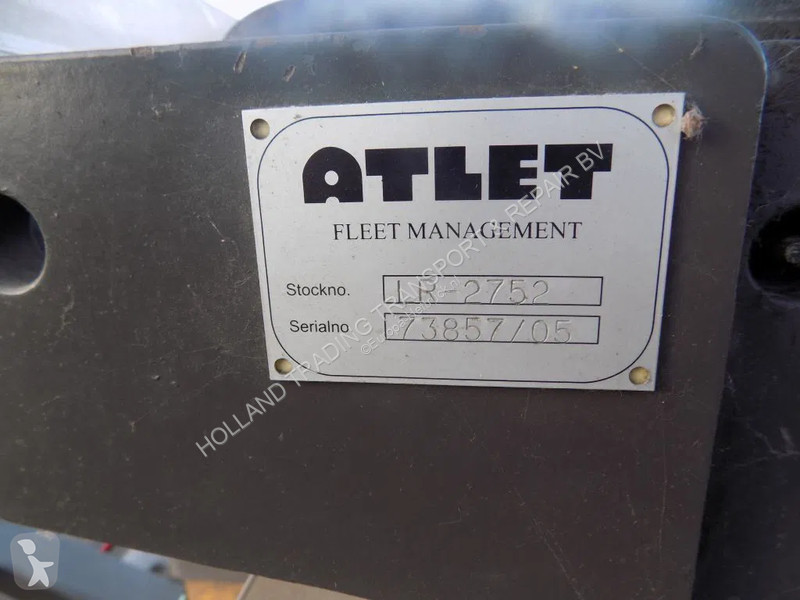 ATLET
FLEET MANAGEMENT
Stockno. LR-2752
Serialno 73857/05
HOLLAND TRADING TRANSPORT & REPAIR BV